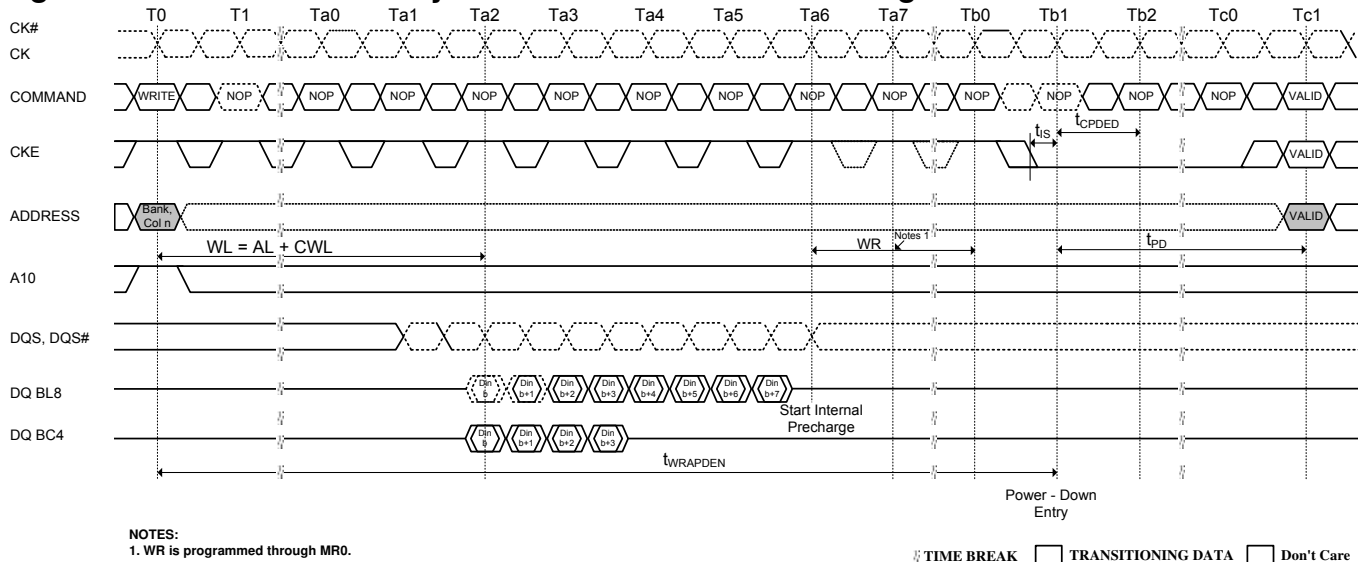 T0 T1 Ta0 Ta1 Ta2 Ta3 Ta4 Ta5 Ta6 Ta7 Tb0 Tb1 Tb2 Tc0 Tc1
CK#
CK
COMMAND WRITE NOP NOP NOP NOP NOP NOP NOP NOP NOP NOP NOP NOP NOP VALID
tIS tCPDED
CKE VALID
ADDRESS Bank, Col n VALID
WL = AL + CWL WR Notes 1 tPD
A10
DQS, DQS#
DQ BL8 Din b Din b+1 Din b+2 Din b+3 Din b+4 Din b+5 Din b+6 Din b+7
Start Internal
Precharge
DQ BC4 Din b Din b+1 Din b+2 Din b+3
tWRAPDEN
Power - Down
Entry
NOTES:
1. WR is programmed through MR0.
TIME BREAK TRANSITIONING DATA Don't Care